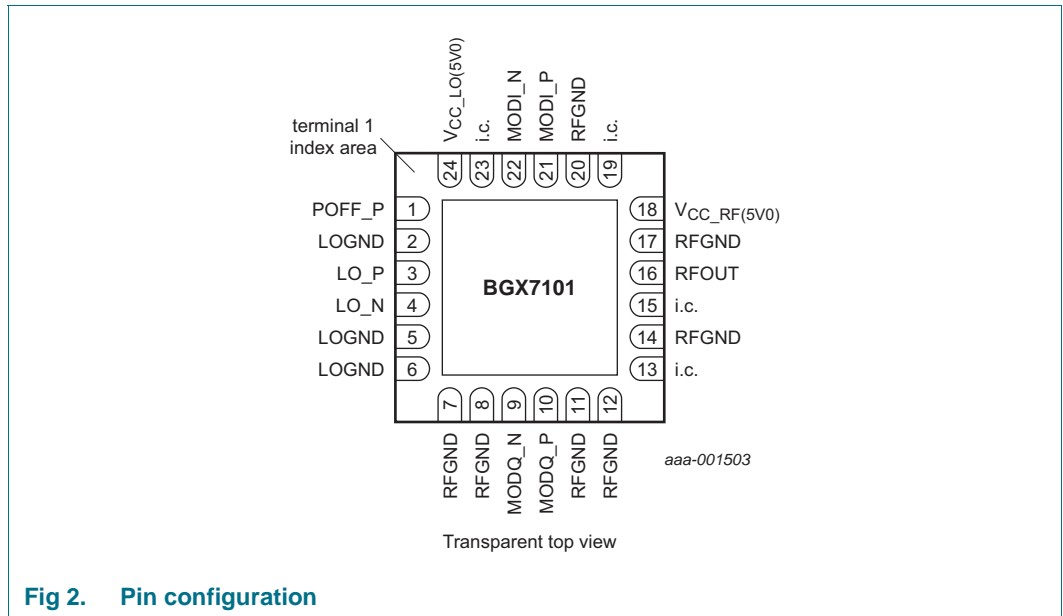 VCC_LO(5V0)
i.c.
MODI_N
MODI_P
RFGND
i.c.
terminal 1
index area
24
23
22
21
20
19
POFF_P 1
LOGND 2
LO_P 3
LO_N 4
LOGND 5
LOGND 6
BGX7101
18 VCC_RF(5V0)
17 RFGND
16 RFOUT
15 i.c.
14 RFGND
13 i.c.
7
8
9
10
11
12
RFGND
RFGND
MODQ_N
MODQ_P
RFGND
RFGND
aaa-001503
Transparent top view
Fig 2. Pin configuration